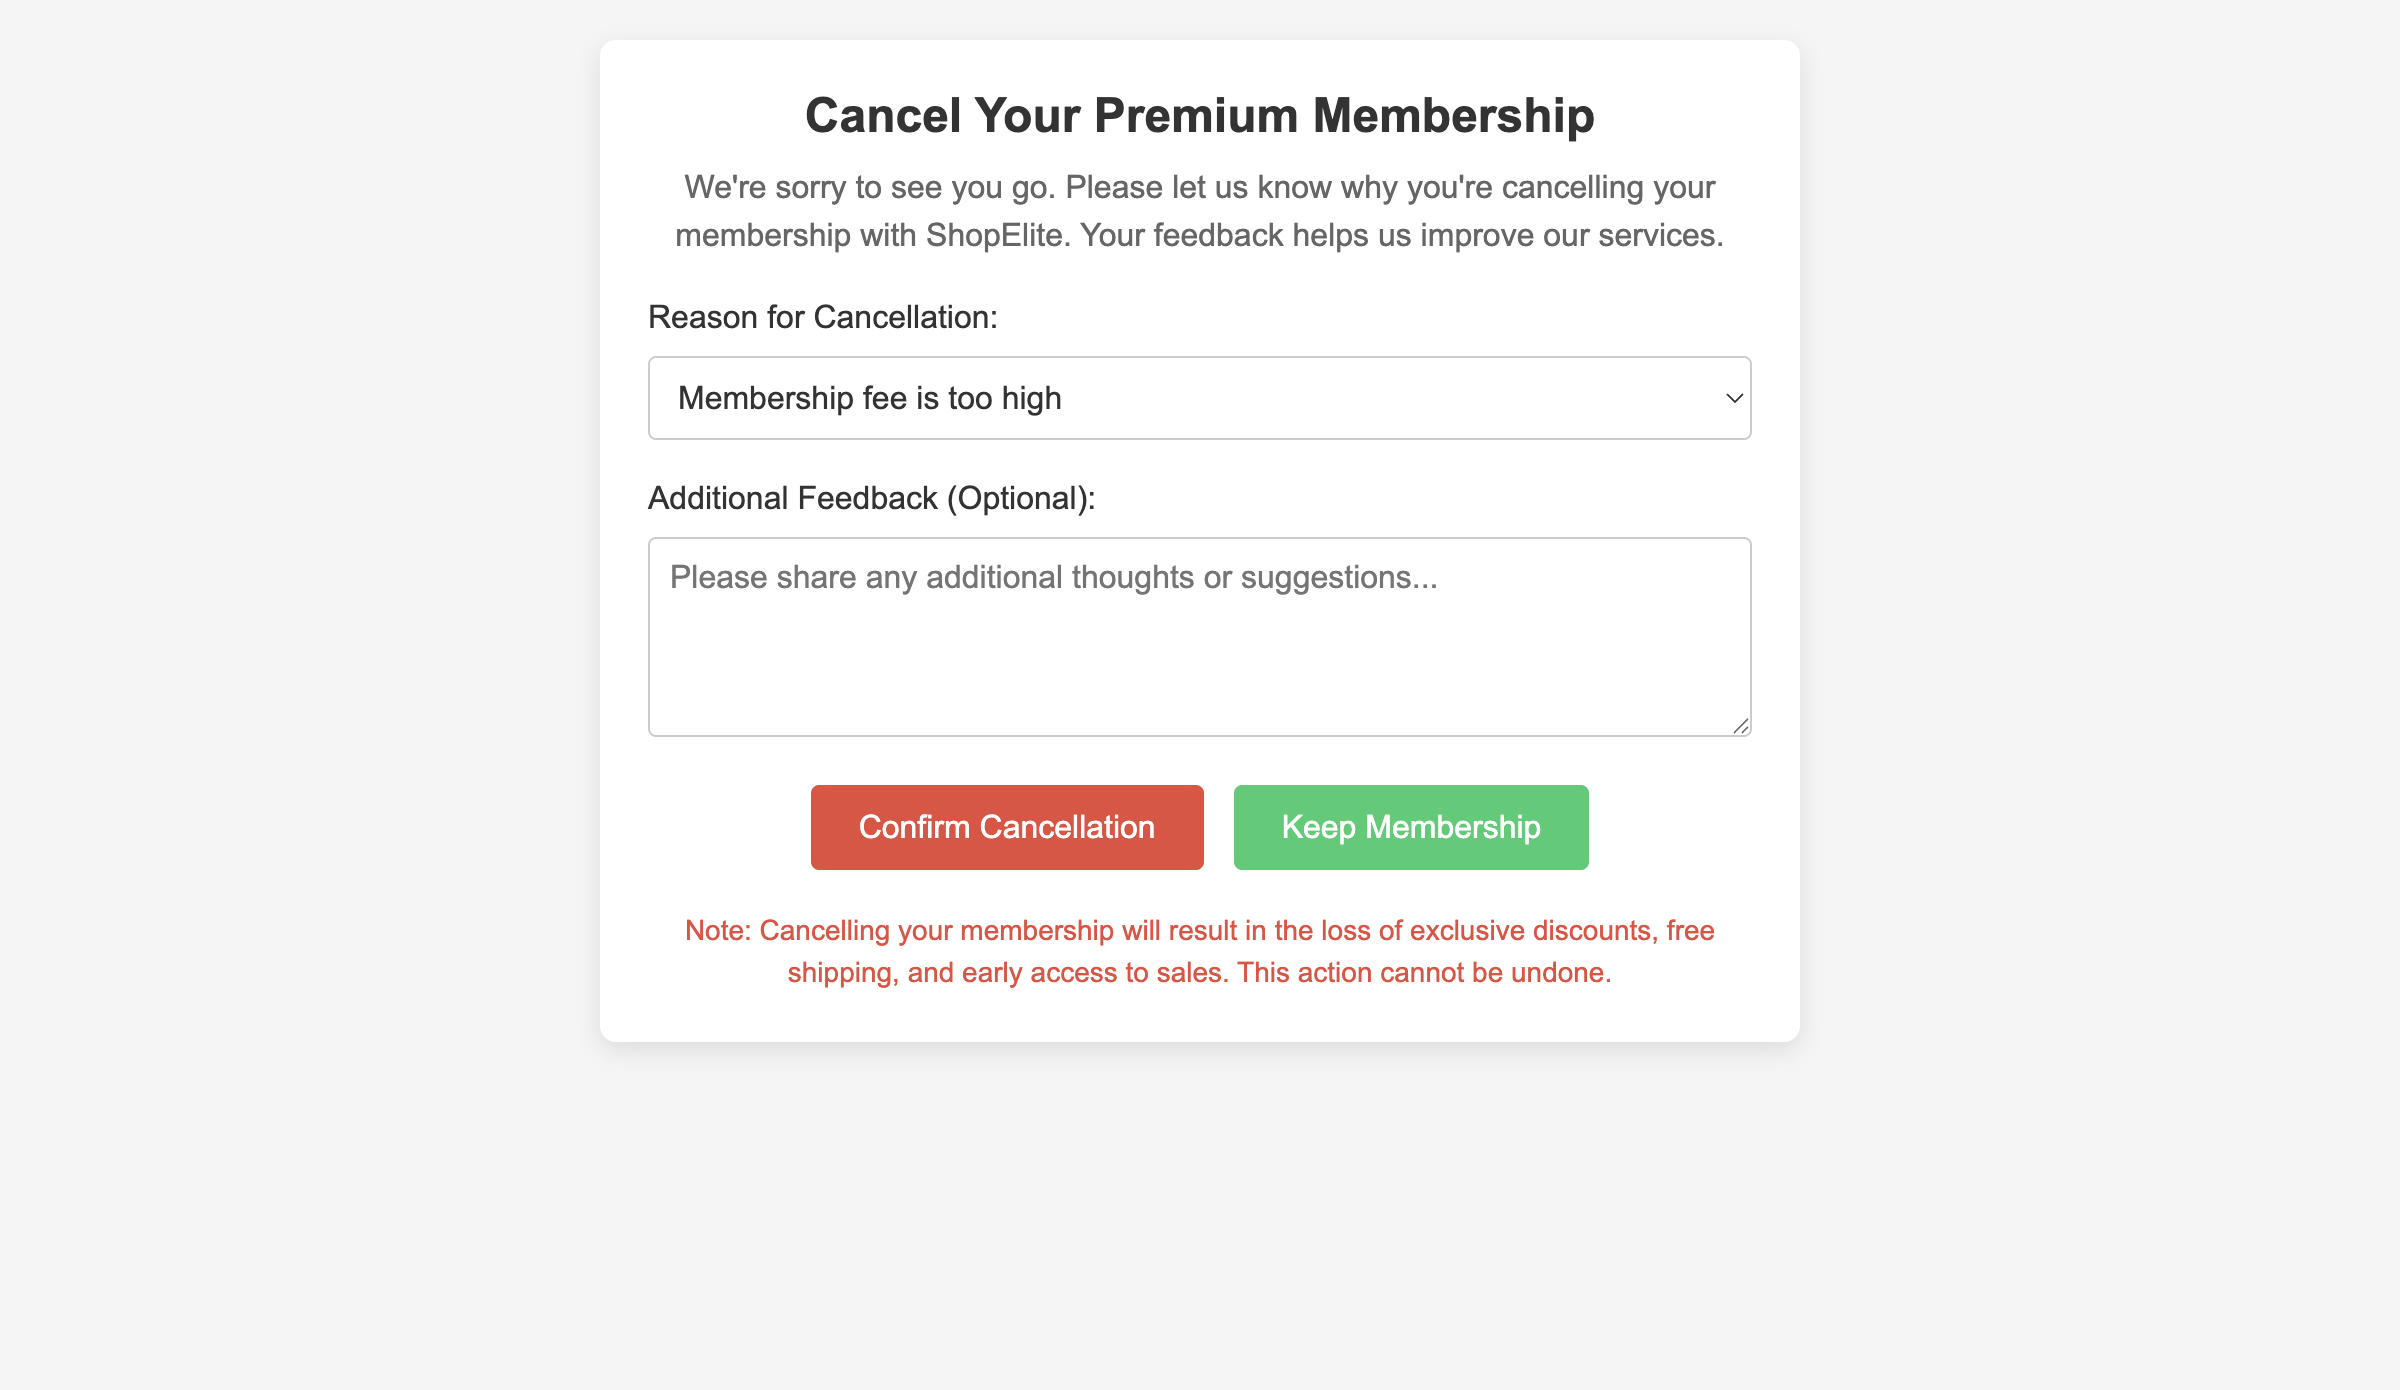 Cancel Your Premium Membership
We're sorry to see you go. Please let us know why you're cancelling your
membership with ShopElite. Your feedback helps us improve our services.
Reason for Cancellation:
Membership fee is too high
Additional Feedback (Optional):
Please share any additional thoughts or suggestions...
Confirm Cancellation
Keep Membership
Note: Cancelling your membership will result in the loss of exclusive discounts, free
shipping, and early access to sales. This action cannot be undone.